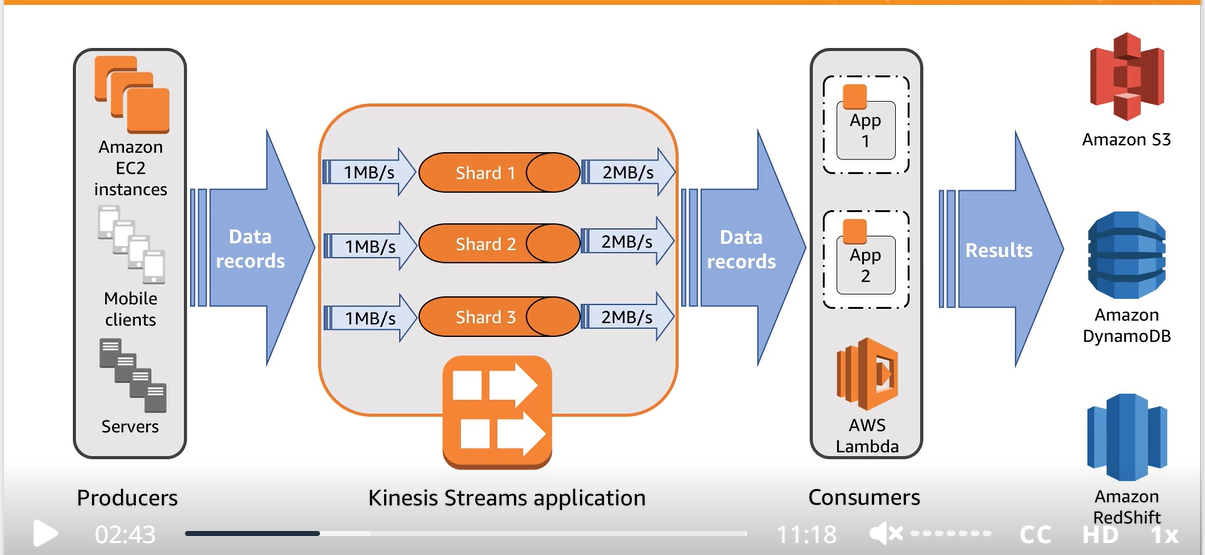 Amazon
EC2
instances
Mobile
clients
Servers
Producers
Data
records
1MB/s
Shard 1
2MB/s
1MB/s
Shard 2
2MB/s
1MB/s
Shard 3
2MB/s
Kinesis Streams application
Data
records
App
1
App
2
AWS
Lambda
Consumers
Results
Amazon S3
Amazon
DynamoDB
Amazon
RedShift
02:43
11:18
CC
HD
1x